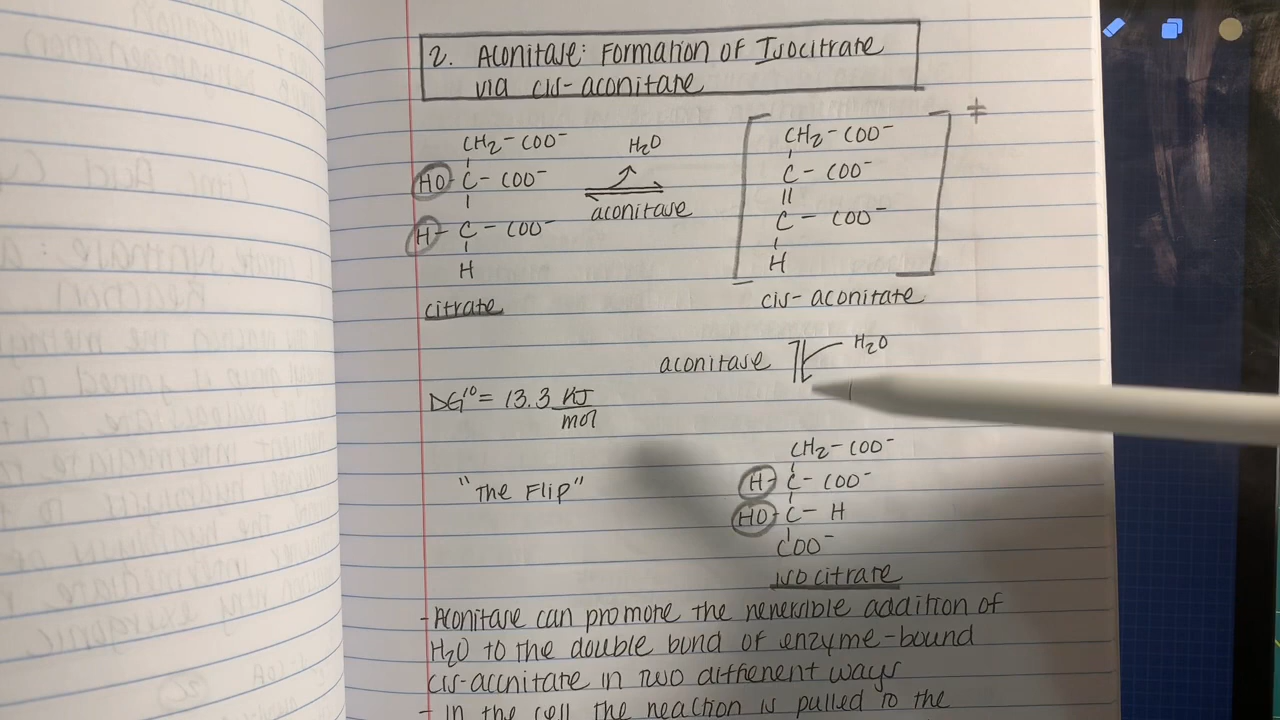 2. Aconitase: Formation of Isocitrate
via cis-aconitate
CH2-COO-
HO-C-COO-
H-C-COO-
H
citrate
H2O
aconitase
CH2-COO-
C-COO-
C-COO-
H
‡
cis-aconitate
aconitase
H2O
DG'°= 13.3 KJ
mol
"The Flip"
CH2-COO-
H-C-COO-
HO-C-H
COO-
isocitrate
-Aconitase can promote the reversible addition of
H2O to the double bond of enzyme-bound
cis-accnitate in two different ways
- In the cell the reaction is pulled to the